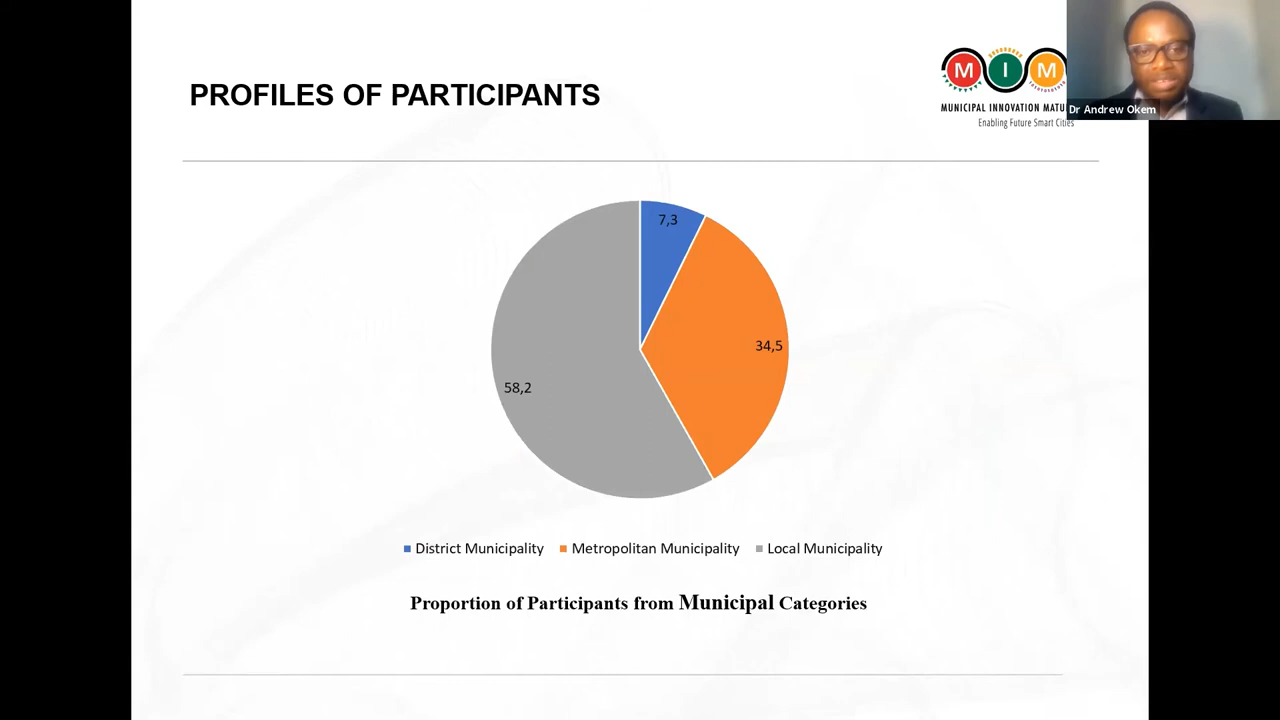 PROFILES OF PARTICIPANTS
M I M
MUNICIPAL INNOVATION
Enabling Future Smart Cities
Dr Andrew Okem
7,3
34,5
58,2
District Municipality Metropolitan Municipality Local Municipality
Proportion of Participants from Municipal Categories